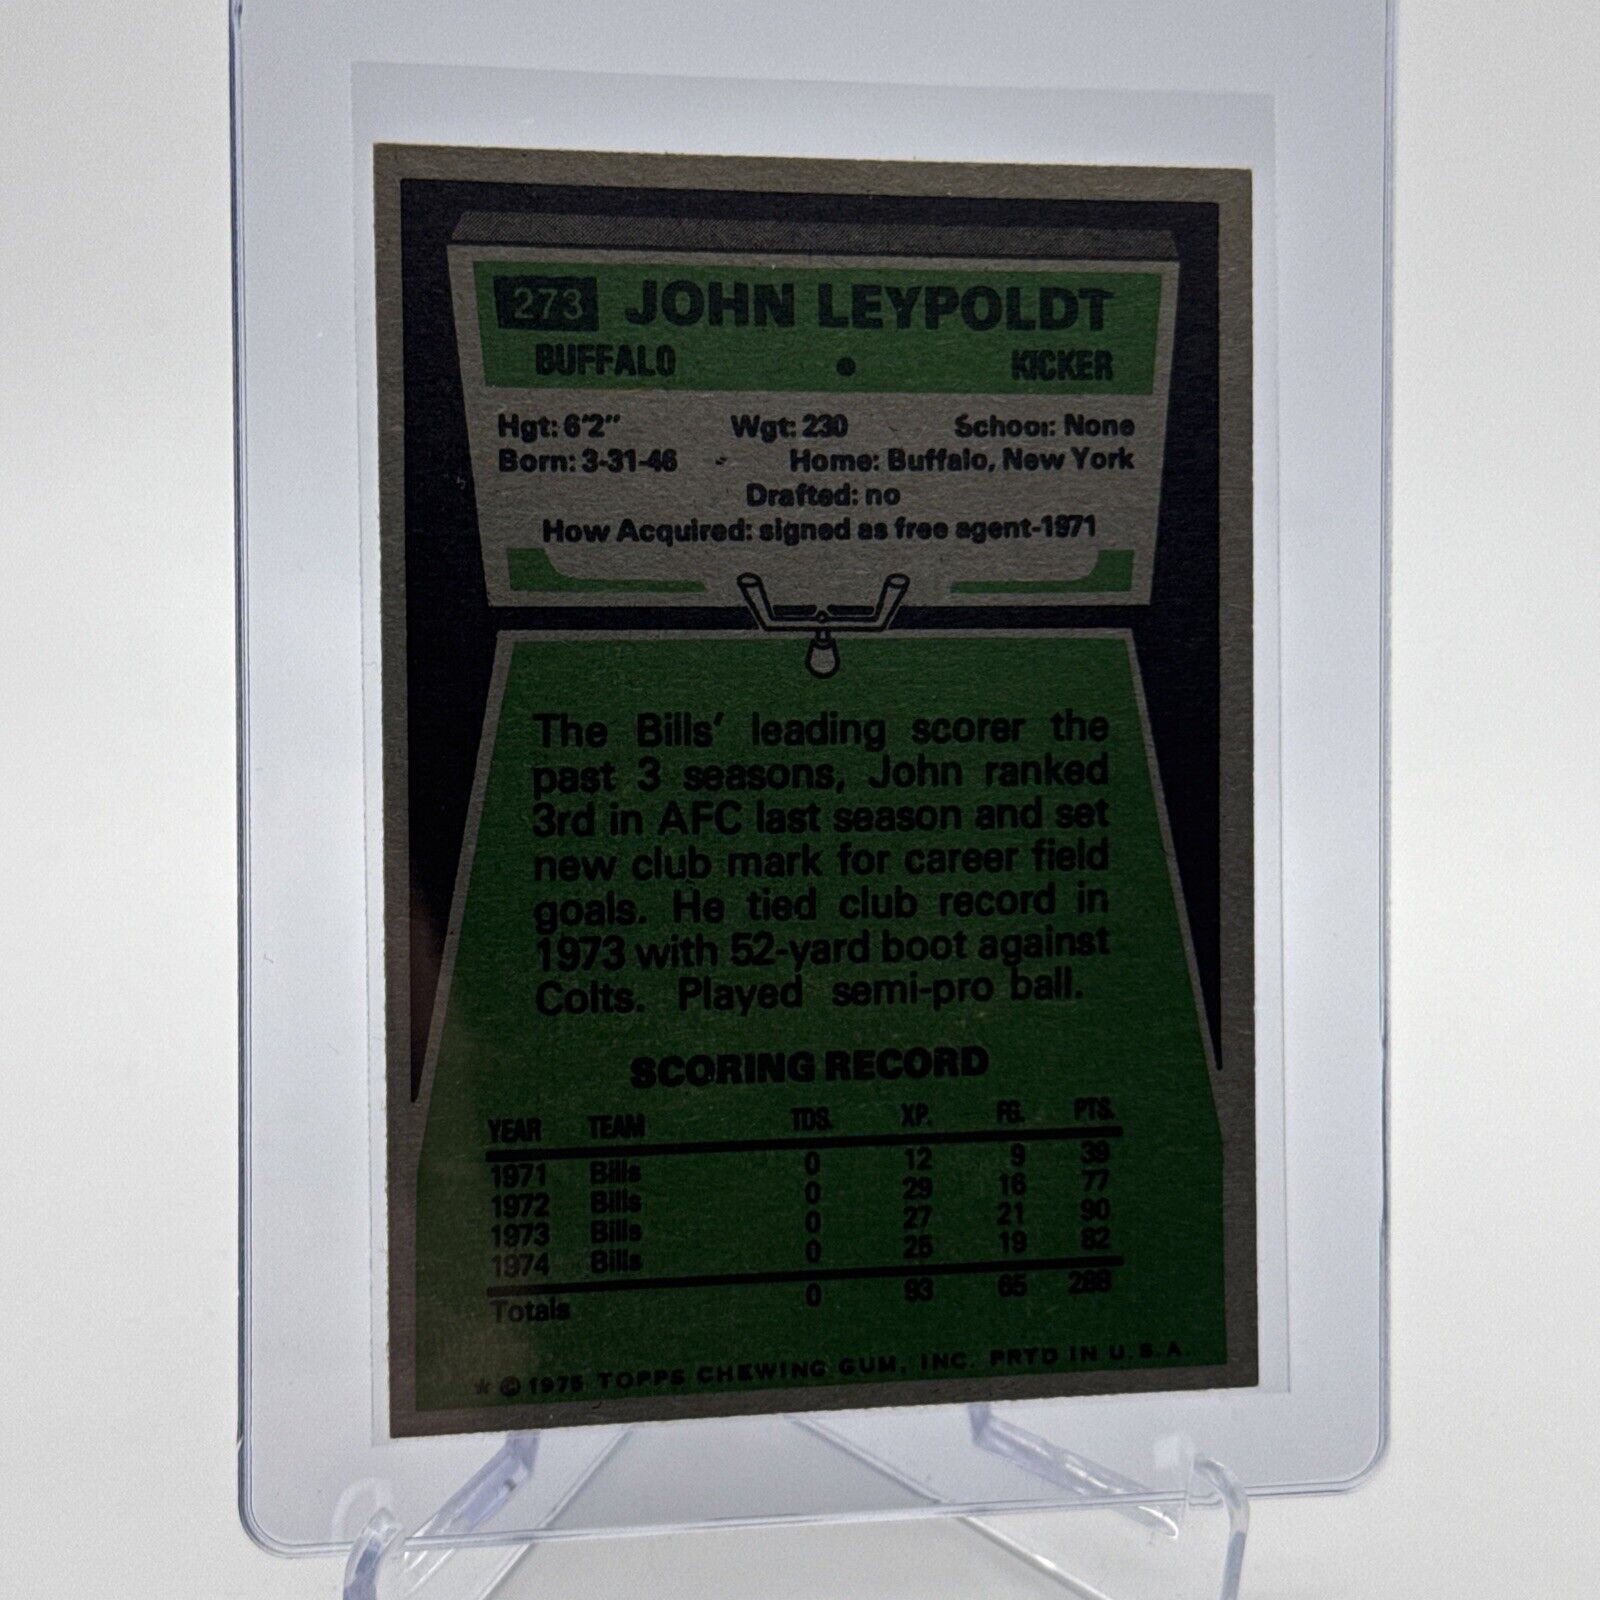 273 JOHN LEYPOLDT
BUFFALO • KICKER
Hgt: 6'2" Wgt: 230 School: None
Born: 3-31-46 Home: Buffalo, New York
Drafted: no
How Acquired: signed as free agent-1971
The Bills' leading scorer the
past 3 seasons, John ranked
3rd in AFC last season and set
new club mark for career field
goals. He tied club record in
1973 with 52-yard boot against
Colts. Played semi-pro ball.
SCORING RECORD
YEAR TEAM TDS. XP. FG. PTS.
1971 Bills 0 12 9 39
1972 Bills 0 29 16 77
1973 Bills 0 27 21 90
1974 Bills 0 25 19 82
Totals 0 93 65 288
* © 1975 TOPPS CHEWING GUM, INC. PRTD IN U.S.A.